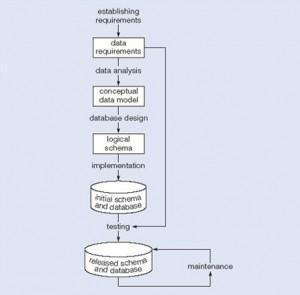 establishing
requirements
data
requirements
data analysis
conceptual
data model
database design
logical
schema
implementation
initial schema
and database
testing
released schema
and database
maintenance